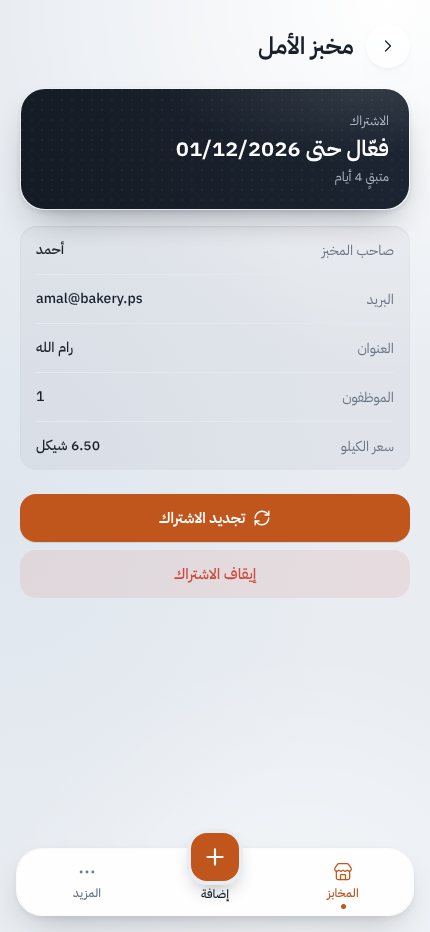 مخبز الأمل
الاشتراك
فعّال حتى 01/12/2026
متبقٍ 4 أيام
صاحب المخبز أحمد
البريد amal@bakery.ps
العنوان رام الله
الموظفون 1
سعر الكيلو 6.50 شيكل
تجديد الاشتراك
إيقاف الاشتراك
المخابز إضافة المزيد